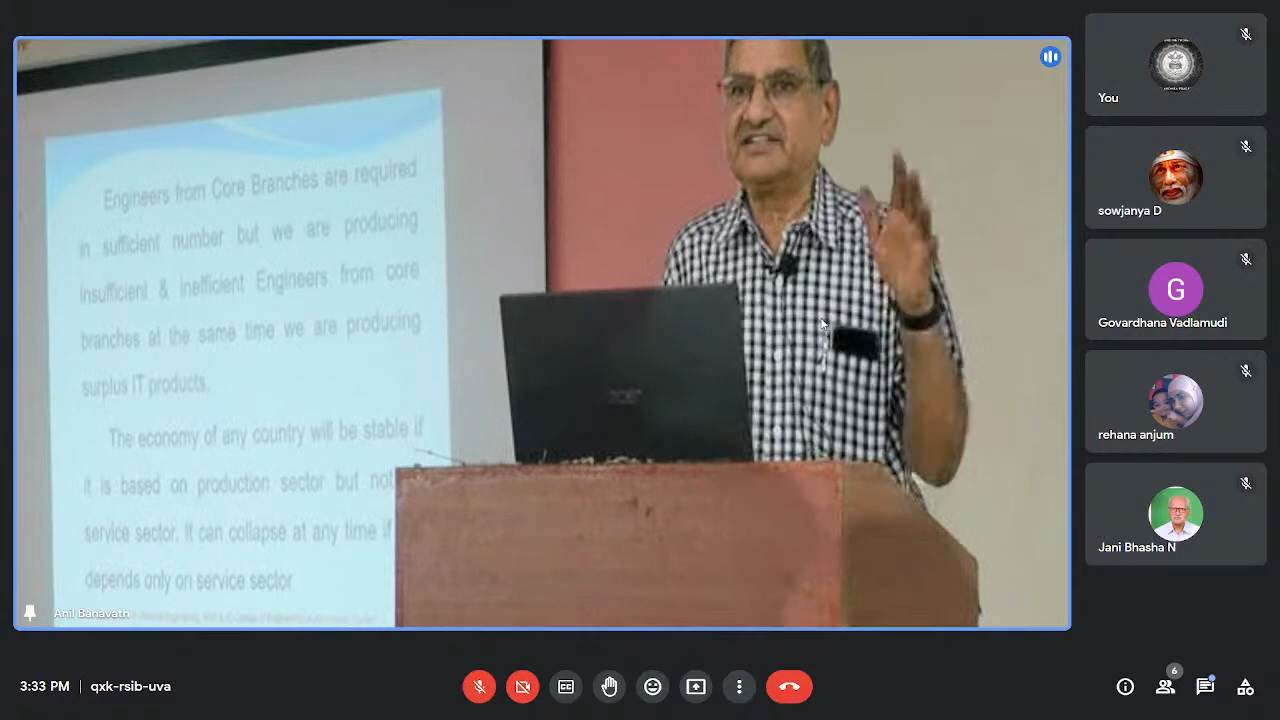 Engineers from Core Branches are required
in sufficient number but we are producing
insufficient & inefficient Engineers from core
branches at the same time we are producing
surplus IT products.
The economy of any country will be stable if
it is based on production sector but not
service sector. It can collapse at any time if
depends only on service sector
acer
Anil Banavath
You
sowjanya D
G
Govardhana Vadlamudi
rehana anjum
Jani Bhasha N
3:33 PM | qxk-rsib-uva
6